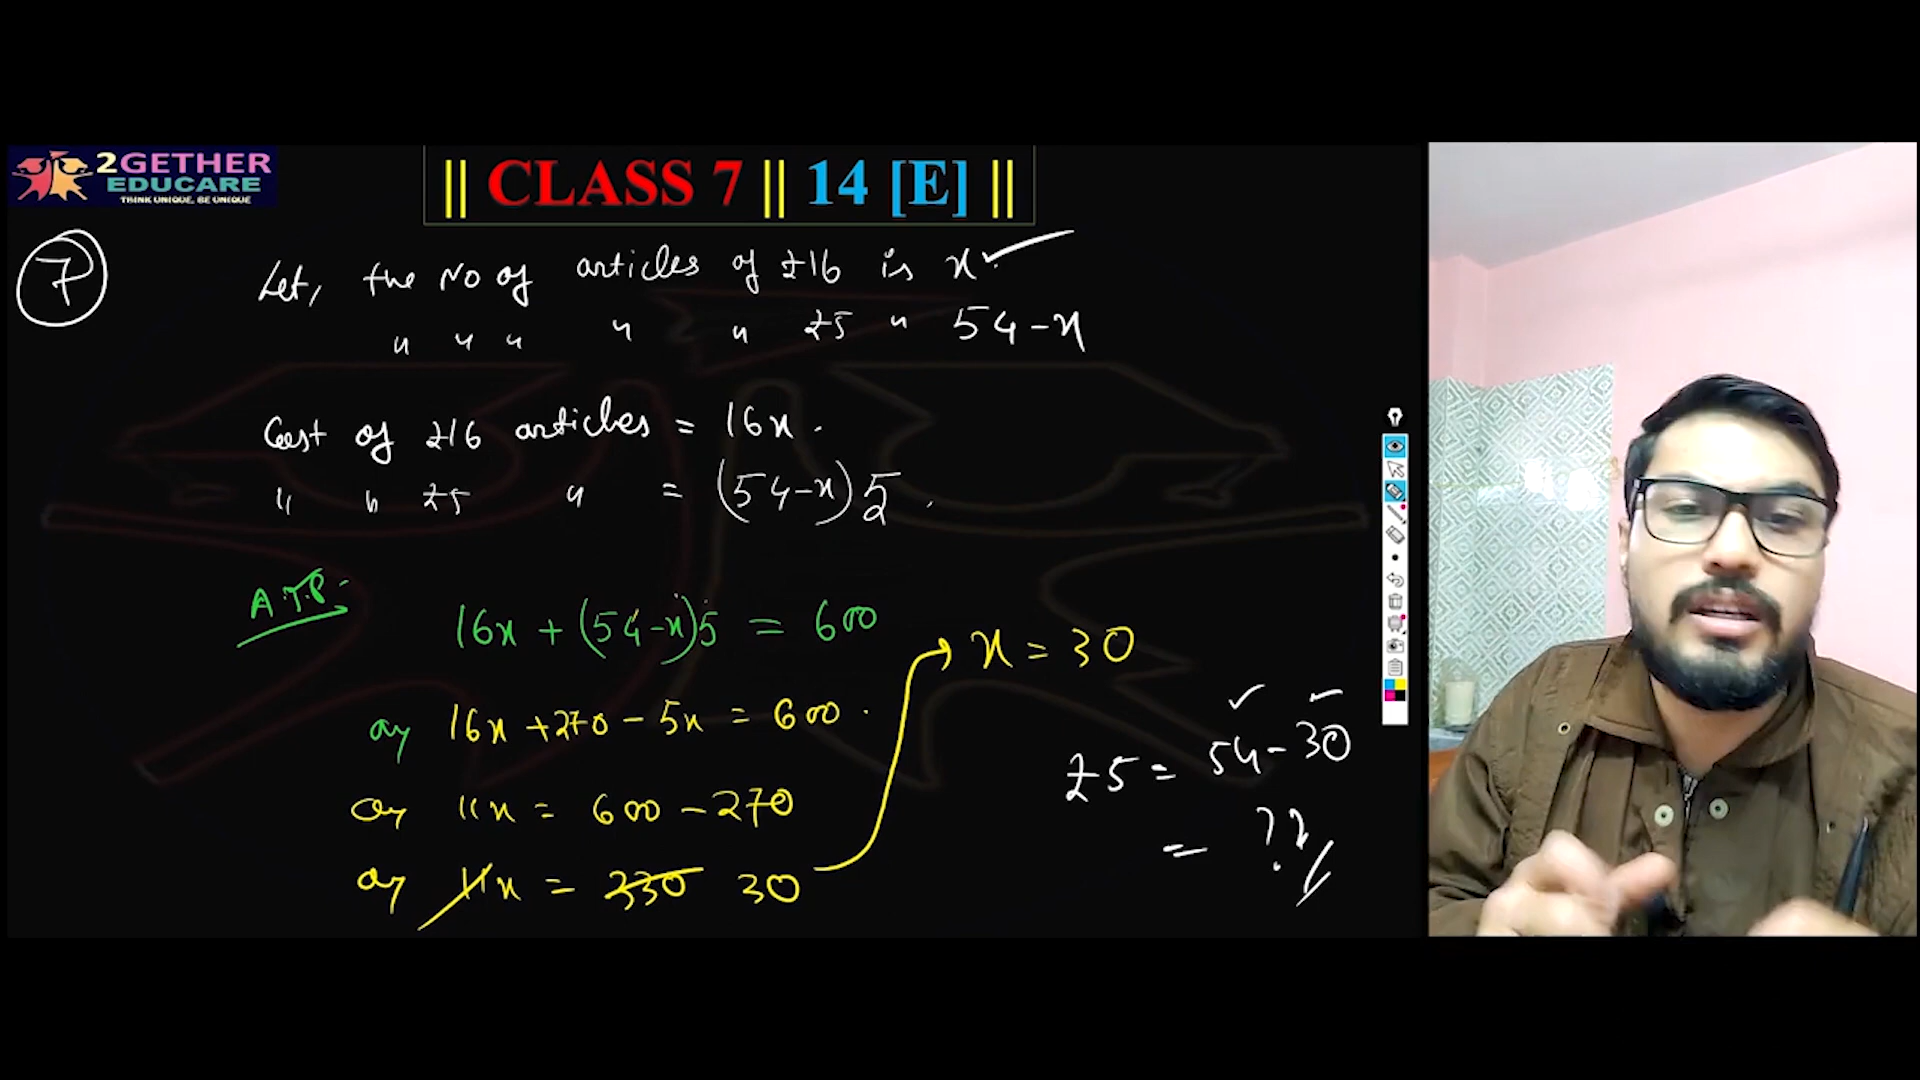 2GETHER
EDUCARE
THINK UNIQUE, BE UNIQUE
|| CLASS 7 || 14 [E] ||
7
Let, the No of articles of ₹16 is x
" " " " " ₹5 " 54-x
Cost of ₹16 articles = 16x.
" " ₹5 " = (54-x)5.
A.T.P.
16x + (54-x)5 = 600
or 16x + 270 - 5x = 600.
or 11x = 600 - 270
or 11x = 330 30
x = 30
₹5 = 54-30
= ??